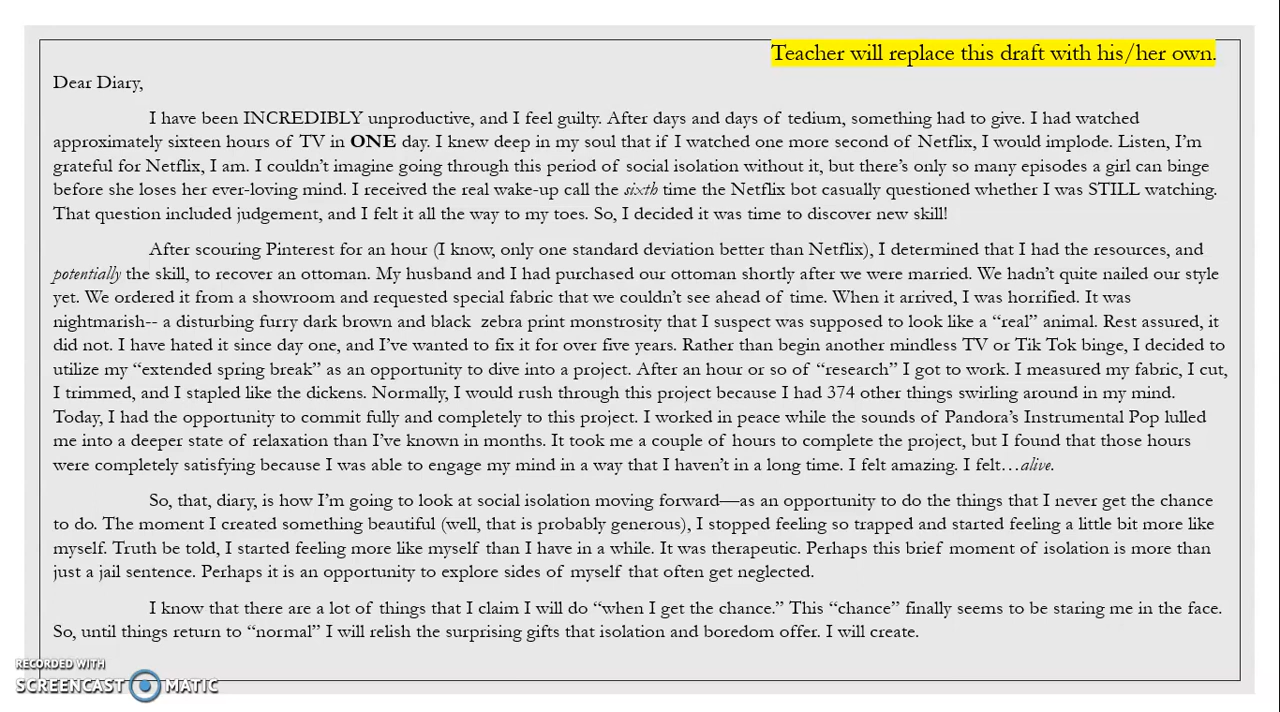 Teacher will replace this draft with his/her own.
Dear Diary,
I have been INCREDIBLY unproductive, and I feel guilty. After days and days of tedium, something had to give. I had watched
approximately sixteen hours of TV in ONE day. I knew deep in my soul that if I watched one more second of Netflix, I would implode. Listen, I’m
grateful for Netflix, I am. I couldn’t imagine going through this period of social isolation without it, but there’s only so many episodes a girl can binge
before she loses her ever-loving mind. I received the real wake-up call the sixth time the Netflix bot casually questioned whether I was STILL watching.
That question included judgement, and I felt it all the way to my toes. So, I decided it was time to discover new skill!
After scouring Pinterest for an hour (I know, only one standard deviation better than Netflix), I determined that I had the resources, and
potentially the skill, to recover an ottoman. My husband and I had purchased our ottoman shortly after we were married. We hadn’t quite nailed our style
yet. We ordered it from a showroom and requested special fabric that we couldn’t see ahead of time. When it arrived, I was horrified. It was
nightmarish-- a disturbing furry dark brown and black zebra print monstrosity that I suspect was supposed to look like a “real” animal. Rest assured, it
did not. I have hated it since day one, and I’ve wanted to fix it for over five years. Rather than begin another mindless TV or Tik Tok binge, I decided to
utilize my “extended spring break” as an opportunity to dive into a project. After an hour or so of “research” I got to work. I measured my fabric, I cut,
I trimmed, and I stapled like the dickens. Normally, I would rush through this project because I had 374 other things swirling around in my mind.
Today, I had the opportunity to commit fully and completely to this project. I worked in peace while the sounds of Pandora’s Instrumental Pop lulled
me into a deeper state of relaxation than I’ve known in months. It took me a couple of hours to complete the project, but I found that those hours
were completely satisfying because I was able to engage my mind in a way that I haven’t in a long time. I felt amazing. I felt…alive.
So, that, diary, is how I’m going to look at social isolation moving forward—as an opportunity to do the things that I never get the chance
to do. The moment I created something beautiful (well, that is probably generous), I stopped feeling so trapped and started feeling a little bit more like
myself. Truth be told, I started feeling more like myself than I have in a while. It was therapeutic. Perhaps this brief moment of isolation is more than
just a jail sentence. Perhaps it is an opportunity to explore sides of myself that often get neglected.
I know that there are a lot of things that I claim I will do “when I get the chance.” This “chance” finally seems to be staring me in the face.
So, until things return to “normal” I will relish the surprising gifts that isolation and boredom offer. I will create.
RECORDED WITH
SCREENCAST MATIC